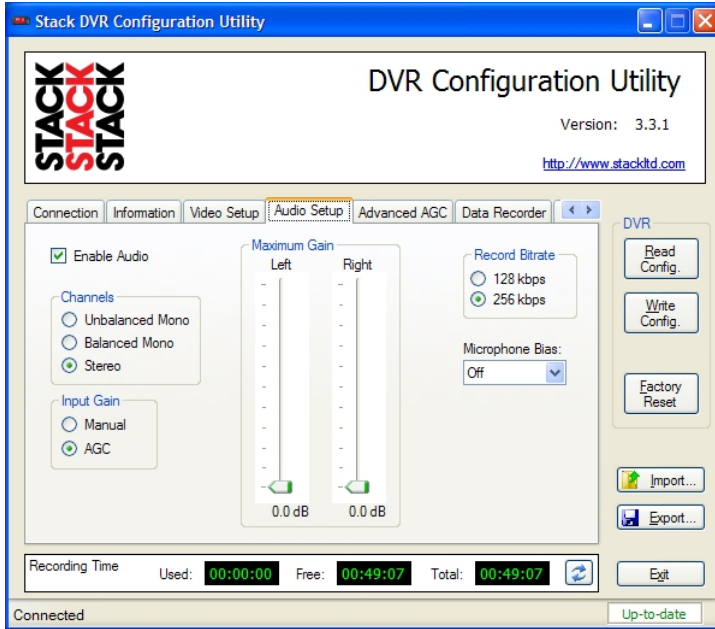 Stack DVR Configuration Utility
STACK
STACK
STACK
DVR Configuration Utility
Version: 3.3.1
http://www.stackltd.com
Connection Information Video Setup Audio Setup Advanced AGC Data Recorder
Enable Audio
Channels
Unbalanced Mono
Balanced Mono
Stereo
Input Gain
Manual
AGC
Maximum Gain
Left Right
0.0 dB 0.0 dB
Record Bitrate
128 kbps
256 kbps
Microphone Bias:
Off
DVR
Read Config.
Write Config.
Factory Reset
Import...
Export...
Exit
Recording Time Used: 00:00:00 Free: 00:49:07 Total: 00:49:07
Connected
Up-to-date